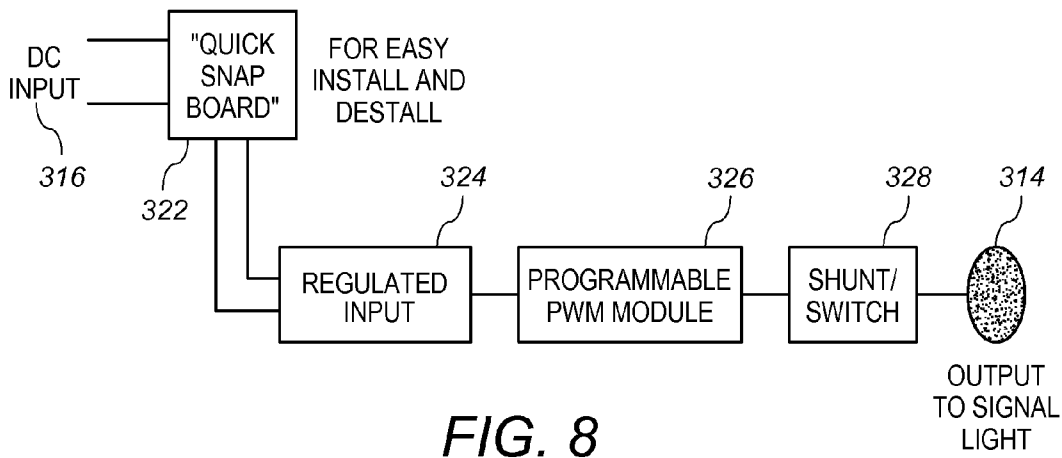 DC
INPUT
316
"QUICK
SNAP
BOARD"
322
FOR EASY
INSTALL AND
DESTALL
324
REGULATED
INPUT
326
PROGRAMMABLE
PWM MODULE
328
SHUNT/
SWITCH
314
OUTPUT
TO SIGNAL
LIGHT
FIG. 8